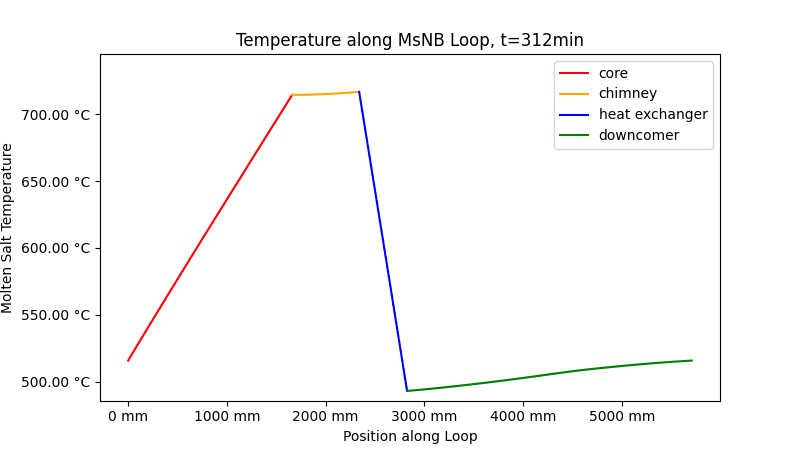 Temperature along MsNB Loop, t=312min
core
chimney
heat exchanger
downcomer
Molten Salt Temperature
700.00 °C
650.00 °C
600.00 °C
550.00 °C
500.00 °C
0 mm
1000 mm
2000 mm
3000 mm
4000 mm
5000 mm
Position along Loop